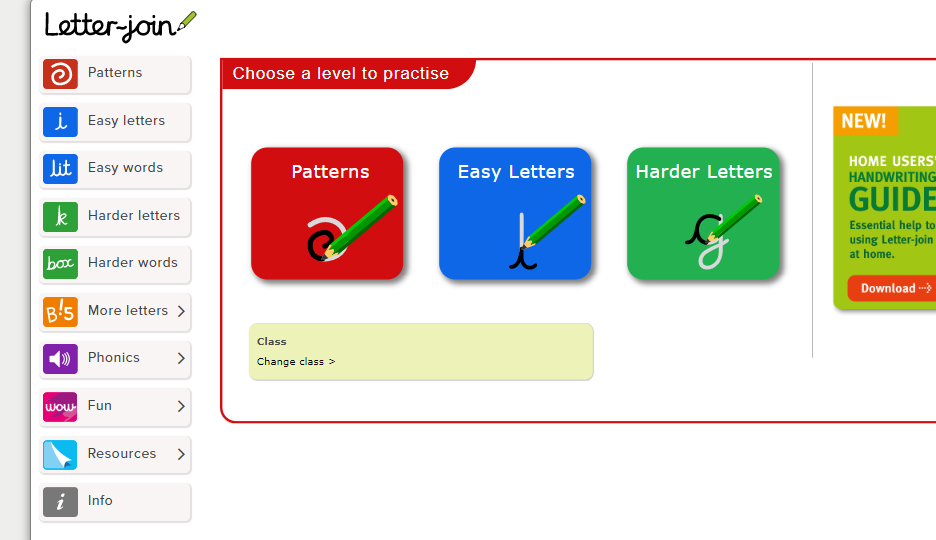 Letter-join
Patterns
i
Easy letters
lit
Easy words
k
Harder letters
box
Harder words
B!5
More letters
Phonics
wow
Fun
Resources
i
Info
Choose a level to practise
Patterns
Easy Letters
Harder Letters
Class
Change class >
NEW!
HOME USERS'
HANDWRITING
GUIDE
Essential help to
using Letter-join
at home.
Download